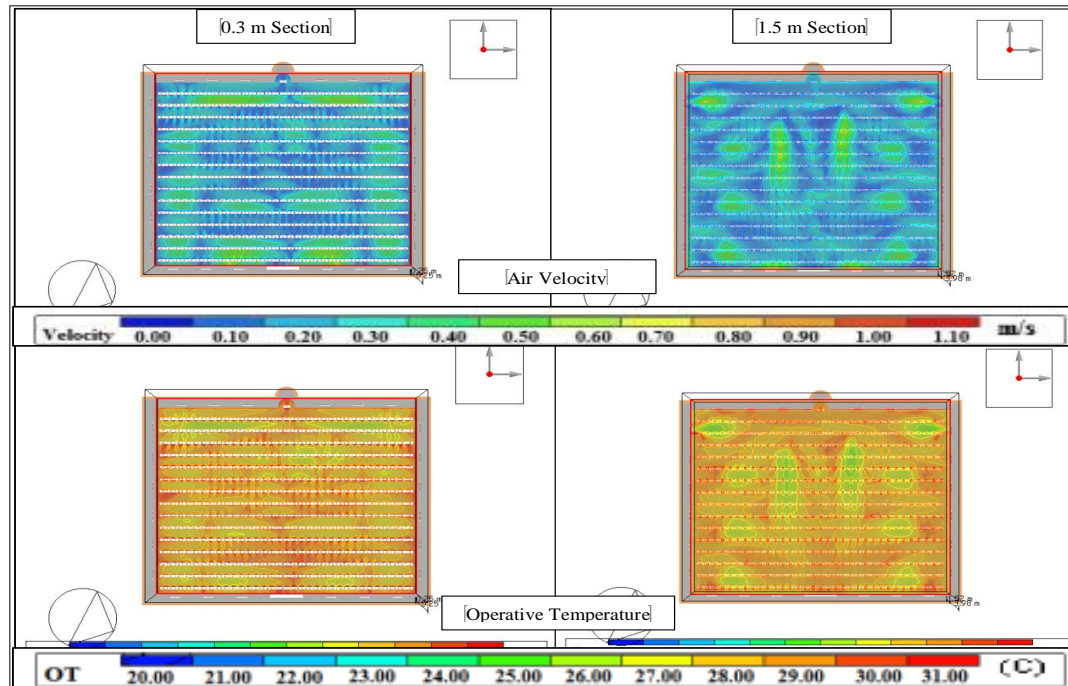 0.3 m Section
1.5 m Section
Air Velocity
Velocity 0.00 0.10 0.20 0.30 0.40 0.50 0.60 0.70 0.80 0.90 1.00 1.10 m/s
Operative Temperature
OT 20.00 21.00 22.00 23.00 24.00 25.00 26.00 27.00 28.00 29.00 30.00 31.00 (C)